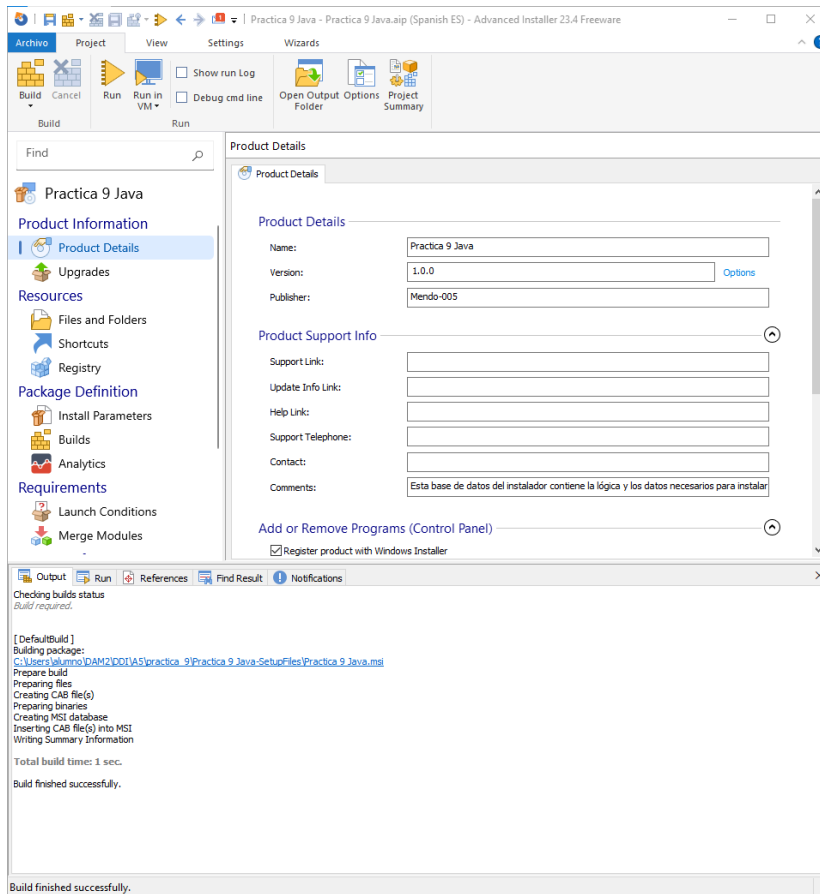 Practica 9 Java - Practica 9 Java.aip (Spanish ES) - Advanced Installer 23.4 Freeware
Archivo Project View Settings Wizards
Build Cancel Run Run in VM Show run Log Debug cmd line Open Output Folder Options Project Summary
Build Run
Find
Practica 9 Java
Product Information
Product Details
Upgrades
Resources
Files and Folders
Shortcuts
Registry
Package Definition
Install Parameters
Builds
Analytics
Requirements
Launch Conditions
Merge Modules
Product Details
Product Details
Product Details
Name: Practica 9 Java
Version: 1.0.0 Options
Publisher: Mendo-005
Product Support Info
Support Link:
Update Info Link:
Help Link:
Support Telephone:
Contact:
Comments: Esta base de datos del instalador contiene la lógica y los datos necesarios para instalar
Add or Remove Programs (Control Panel)
Register product with Windows Installer
Output Run References Find Result Notifications
Checking builds status
Build required.
[ DefaultBuild ]
Building package:
C:\Users\alumno\DAM2\DDI\A5\practica_9\Practica 9 Java-SetupFiles\Practica 9 Java.msi
Prepare build
Preparing files
Creating CAB file(s)
Preparing binaries
Creating MSI database
Inserting CAB file(s) into MSI
Writing Summary Information
Total build time: 1 sec.
Build finished successfully.
Build finished successfully.